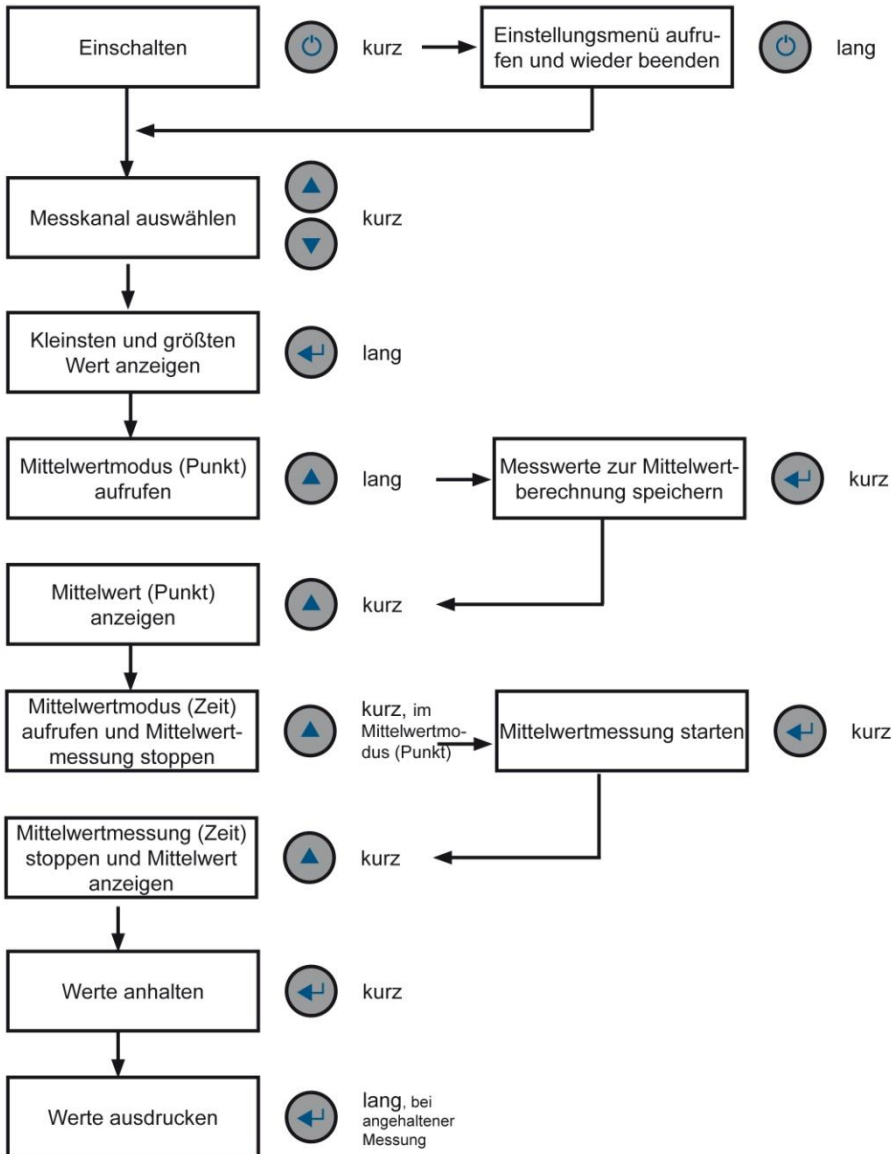 Einschalten
kurz
Einstellungsmenü aufru-
fen und wieder beenden
lang
Messkanal auswählen
kurz
Kleinsten und größten
Wert anzeigen
lang
Mittelwertmodus (Punkt)
aufrufen
lang
Messwerte zur Mittelwert-
berechnung speichern
kurz
Mittelwert (Punkt)
anzeigen
kurz
Mittelwertmodus (Zeit)
aufrufen und Mittelwert-
messung stoppen
kurz, im
Mittelwertmo-
dus (Punkt)
Mittelwertmessung starten
kurz
Mittelwertmessung (Zeit)
stoppen und Mittelwert
anzeigen
kurz
Werte anhalten
kurz
Werte ausdrucken
lang, bei
angehaltener
Messung